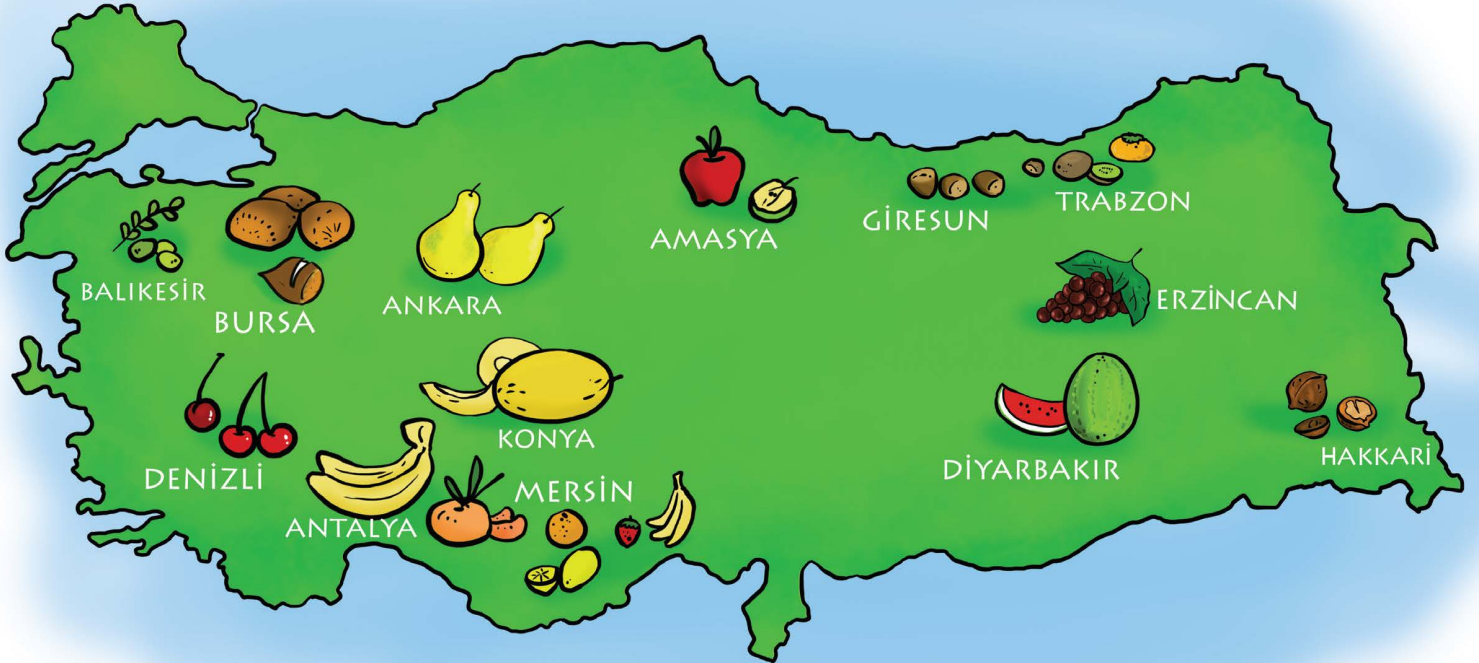 TRABZON
GİRESUN
AMASYA
BALIKESİR
ANKARA
ERZİNCAN
BURSA
KONYA
HAKKARİ
DENİZLİ
DİYARBAKIR
MERSİN
ANTALYA